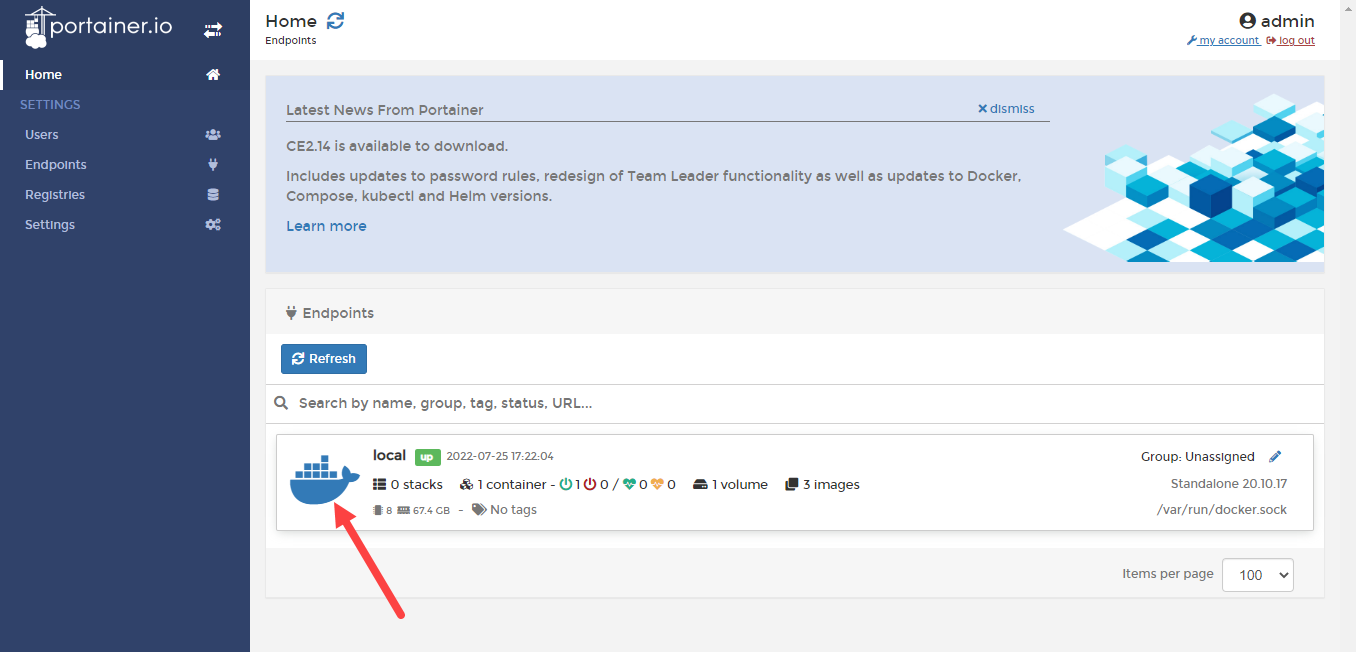 portainer.io
Home
SETTINGS
Users
Endpoints
Registries
Settings
Home
Endpoints
admin
my account log out
Latest News From Portainer
dismiss
CE2.14 is available to download.
Includes updates to password rules, redesign of Team Leader functionality as well as updates to Docker,
Compose, kubectl and Helm versions.
Learn more
Endpoints
Refresh
Search by name, group, tag, status, URL...
local up 2022-07-25 17:22:04
Group: Unassigned
0 stacks 1 container - 1 0 / 0 0 1 volume 3 images
Standalone 20.10.17
8 67.4 GB - No tags
/var/run/docker.sock
Items per page 100